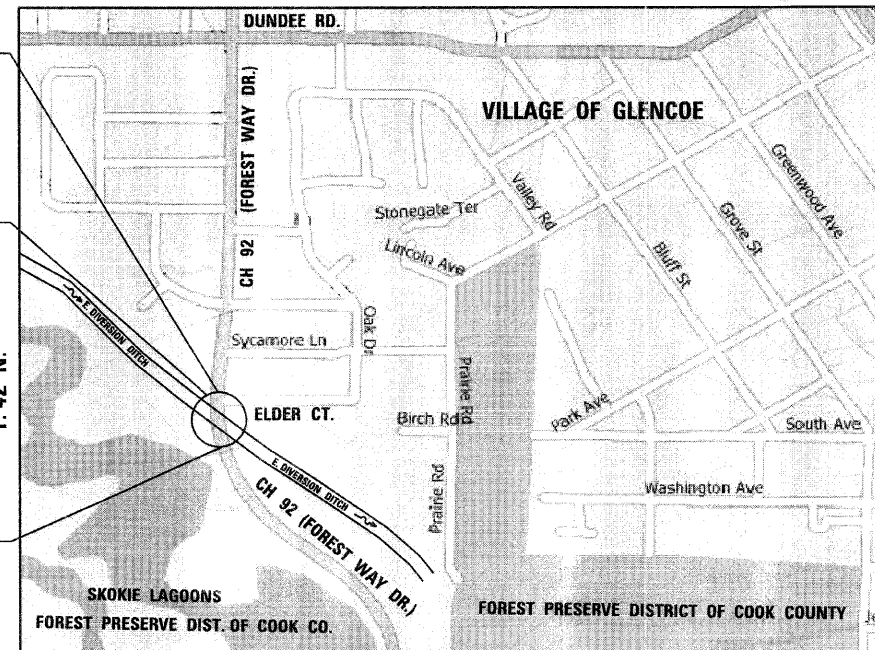 DUNDEE RD.
CH 92 (FOREST WAY DR.)
VILLAGE OF GLENCOE
Greenwood Ave
Valley Rd
Grove St
Stonegate Ter
Bluff St
Lincoln Ave
T. 42 N.
E. DIVERSION DITCH
Oak Dr
Sycamore Ln
Prairie Rd
ELDER CT.
Birch Rd
Park Ave
South Ave
E. DIVERSION DITCH
Prairie Rd
Washington Ave
CH 92 (FOREST WAY DR.)
SKOKIE LAGOONS
FOREST PRESERVE DIST. OF COOK CO.
FOREST PRESERVE DISTRICT OF COOK COUNTY